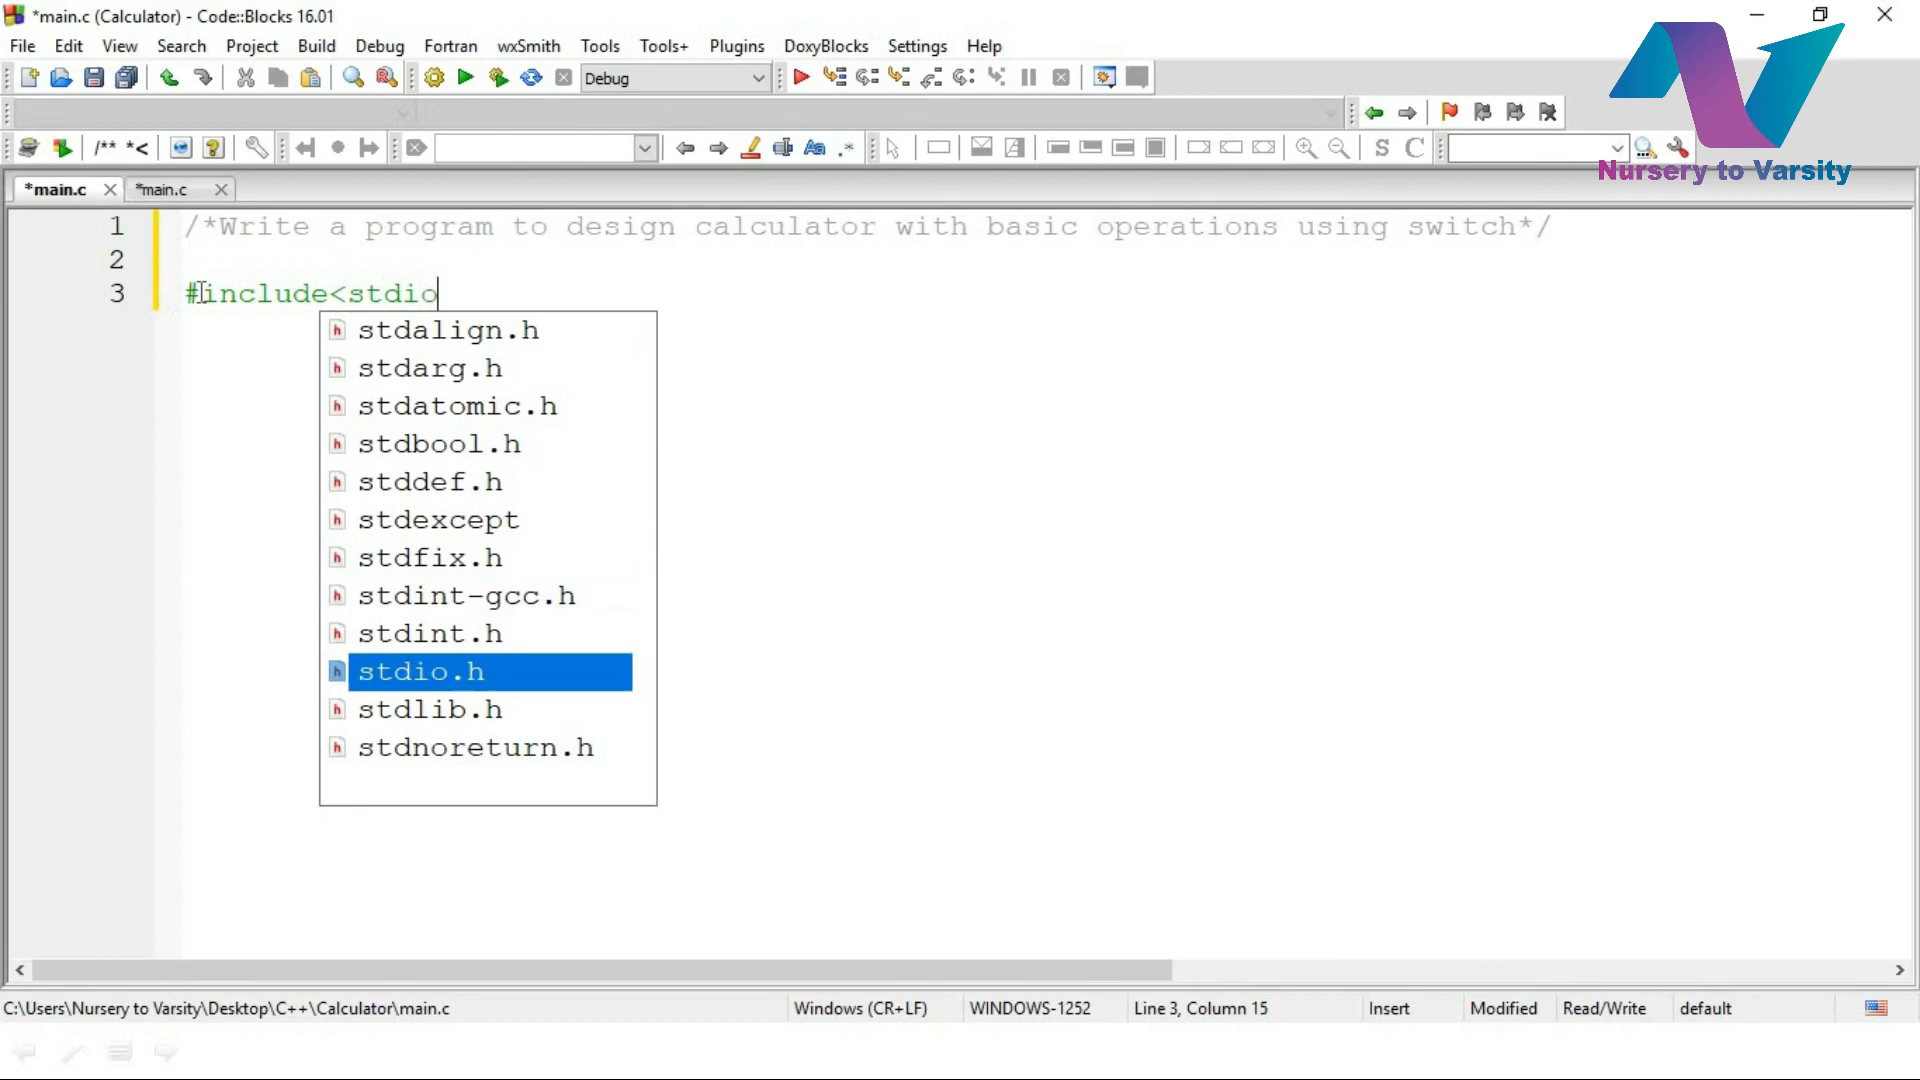 *main.c (Calculator) - Code::Blocks 16.01
File Edit View Search Project Build Debug Fortran wxSmith Tools Tools+ Plugins DoxyBlocks Settings Help
Debug
/** *<
Aa .* S C
Nursery to Varsity
*main.c *main.c
1 /*Write a program to design calculator with basic operations using switch*/
2
3 #include<stdio
stdalign.h
stdarg.h
stdatomic.h
stdbool.h
stddef.h
stdexcept
stdfix.h
stdint-gcc.h
stdint.h
stdio.h
stdlib.h
stdnoreturn.h
C:\Users\Nursery to Varsity\Desktop\C++\Calculator\main.c Windows (CR+LF) WINDOWS-1252 Line 3, Column 15 Insert Modified Read/Write default